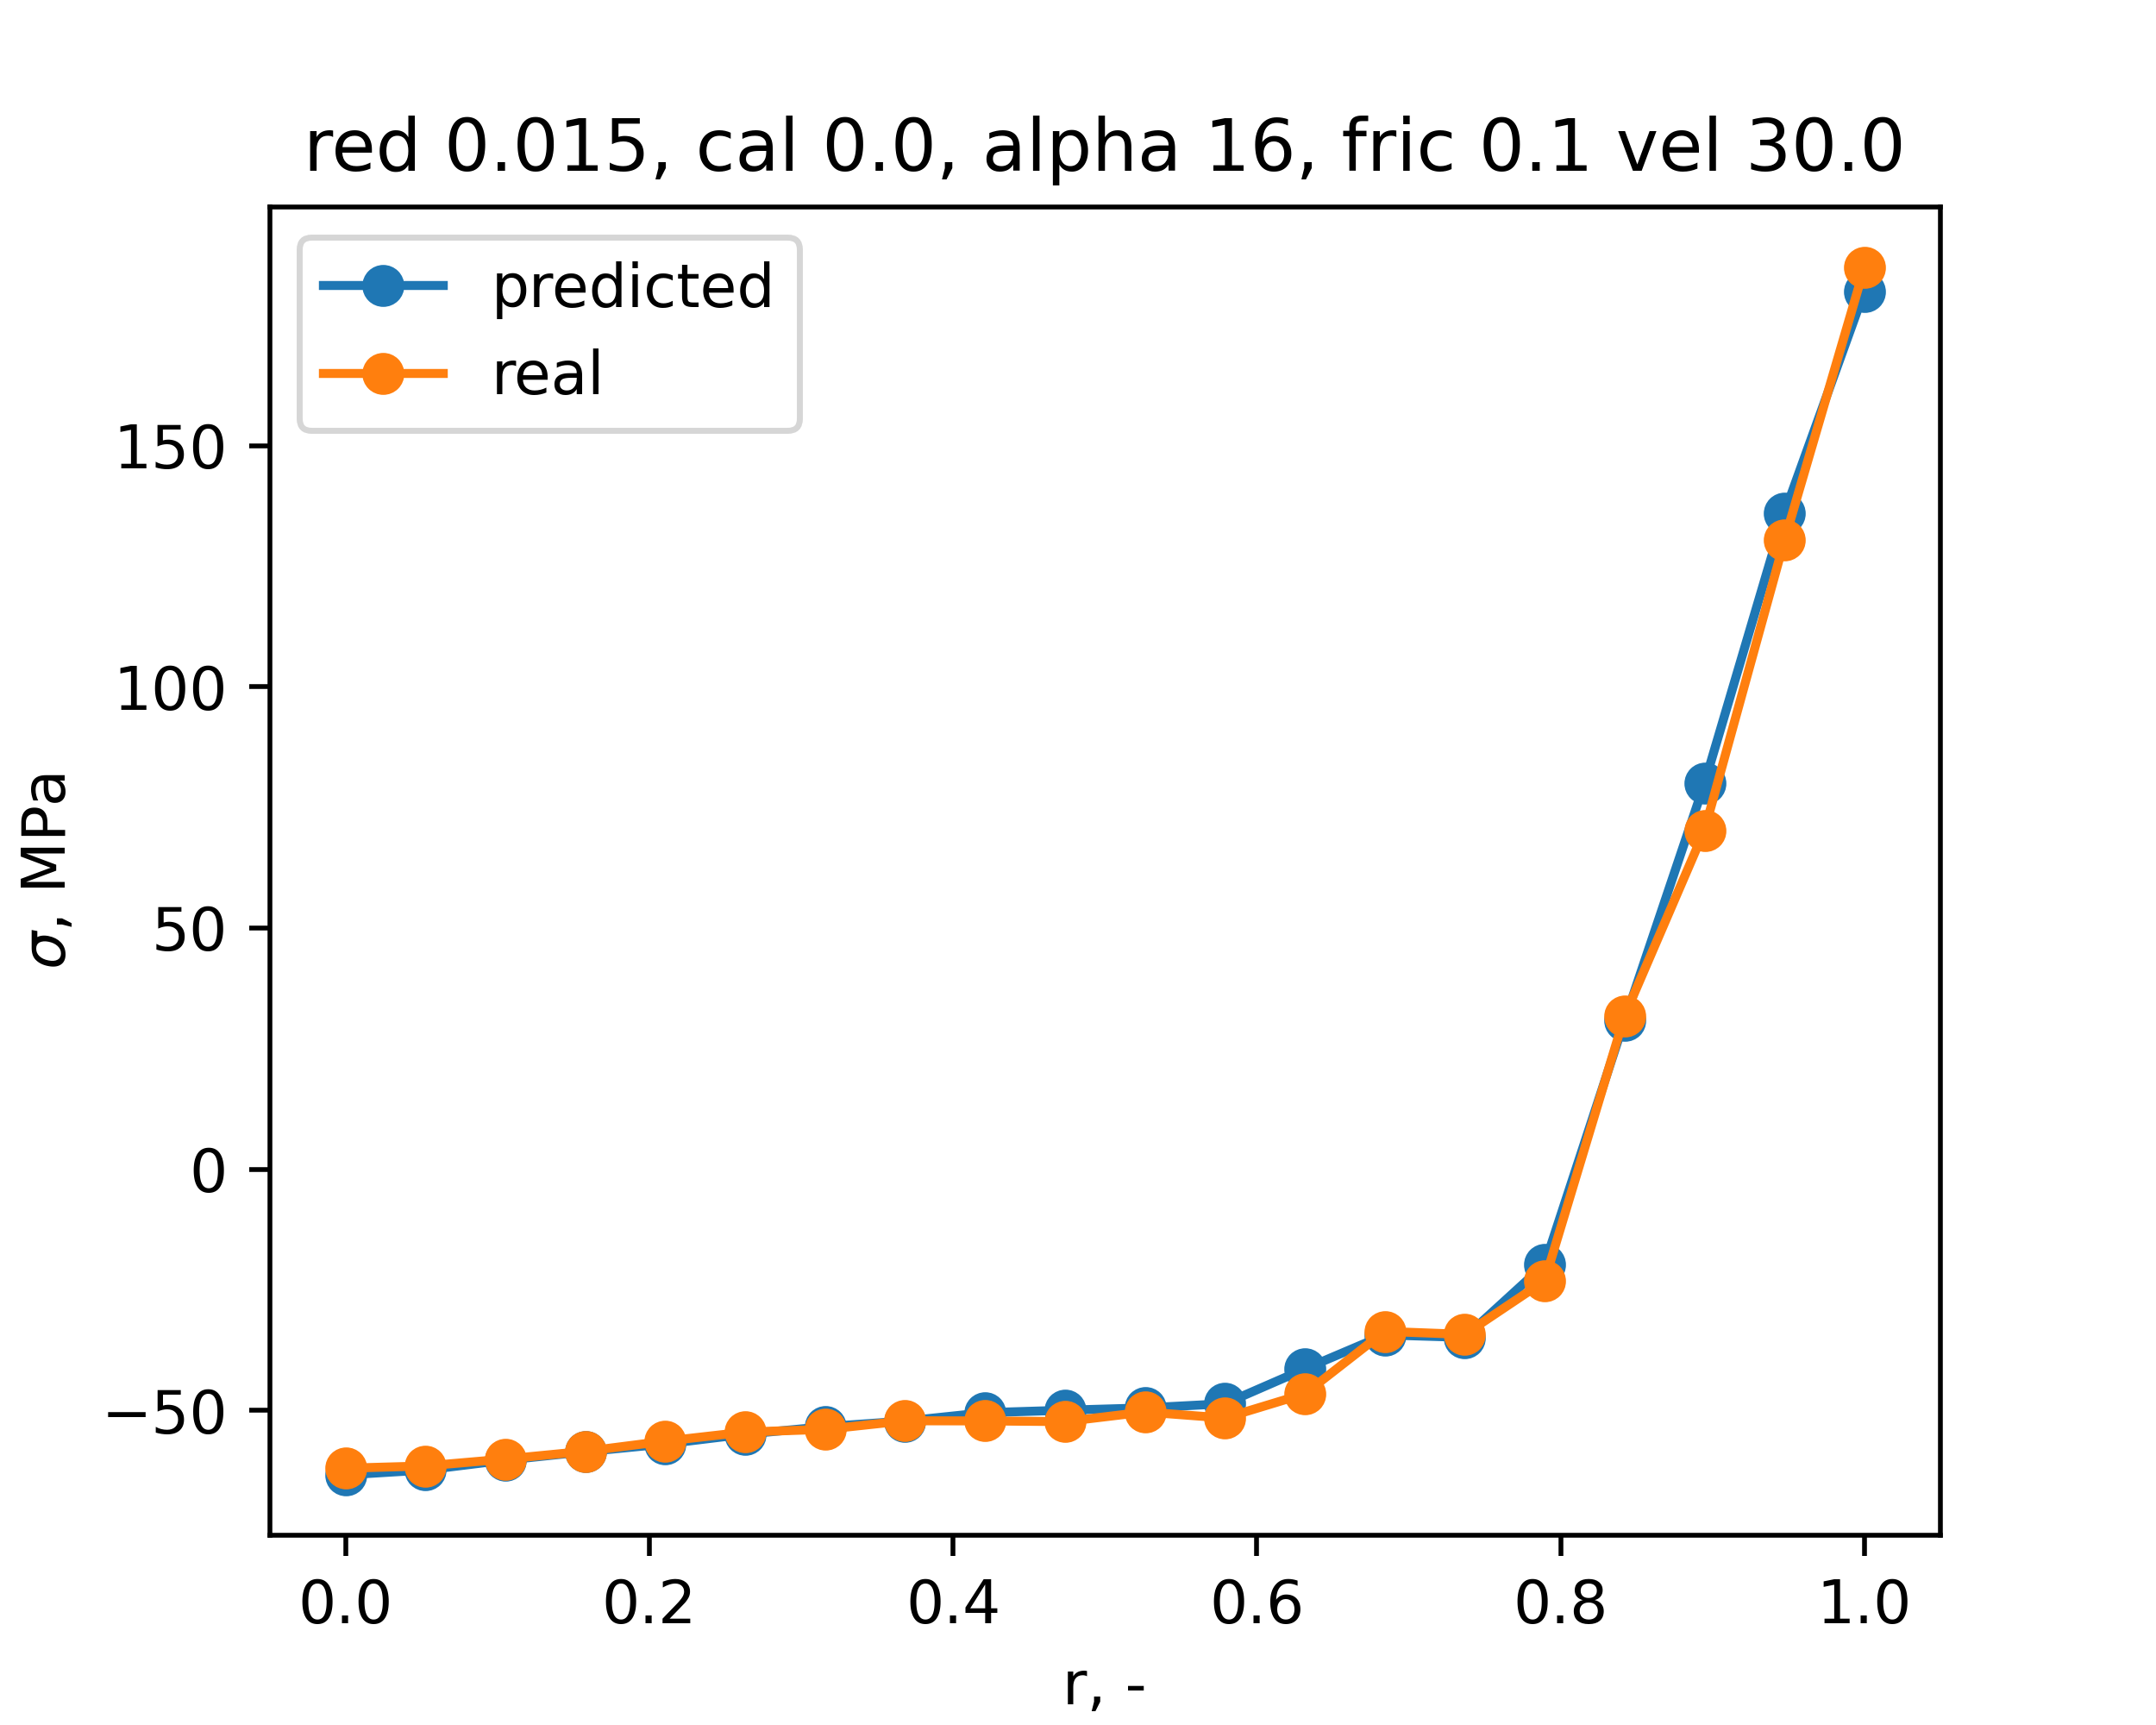 red 0.015, cal 0.0, alpha 16, fric 0.1 vel 30.0
predicted
real
150
100
50
0
−50
σ, MPa
0.0 0.2 0.4 0.6 0.8 1.0
r, -